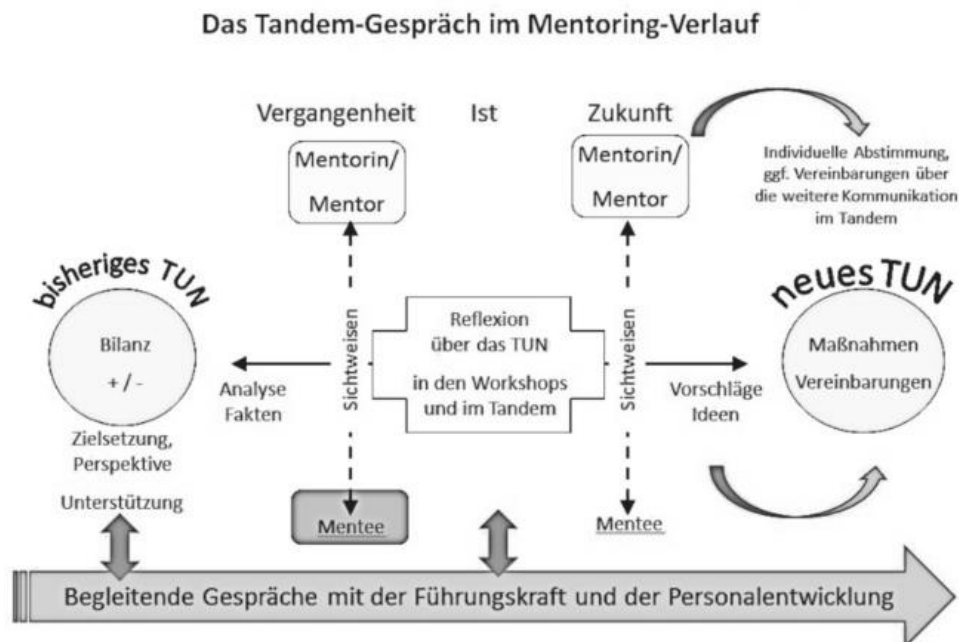 Das Tandem-Gespräch im Mentoring-Verlauf
Vergangenheit
Ist
Zukunft
Mentorin/
Mentor
Mentorin/
Mentor
Individuelle Abstimmung,
ggf. Vereinbarungen über
die weitere Kommunikation
im Tandem
bisheriges TUN
Bilanz
+ / -
Analyse
Fakten
Sichtweisen
Reflexion
über das TUN
in den Workshops
und im Tandem
Sichtweisen
Vorschläge
Ideen
neues TUN
Maßnahmen
Vereinbarungen
Zielsetzung,
Perspektive
Unterstützung
Mentee
Mentee
Begleitende Gespräche mit der Führungskraft und der Personalentwicklung